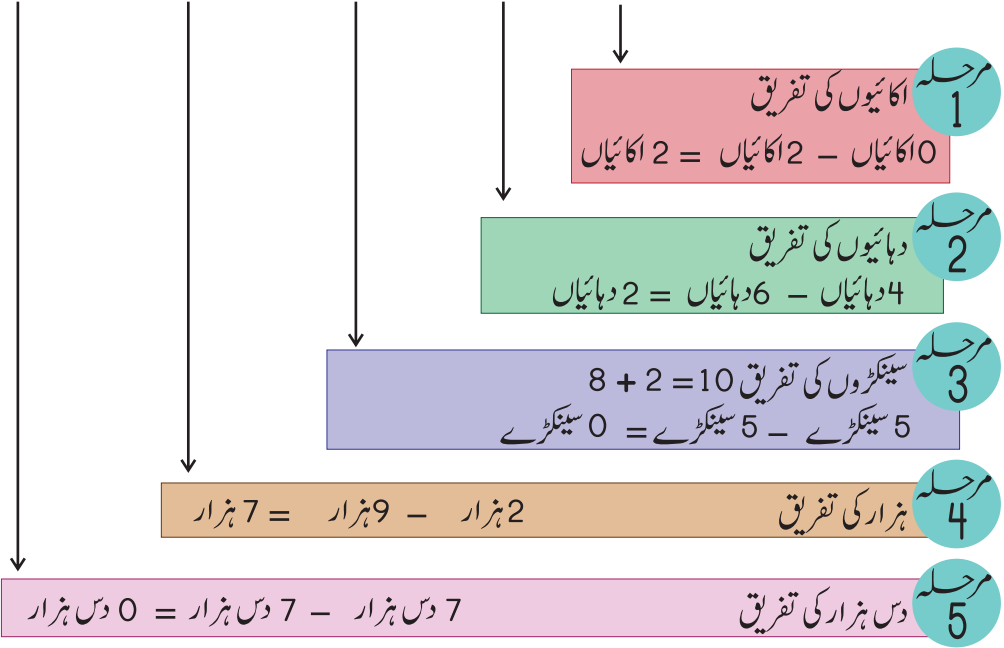 مرحلہ
1
اکائیوں کی تفریق
0اکائیاں – 2اکائیاں = 2 اکائیاں
مرحلہ
2
دہائیوں کی تفریق
4دہائیاں – 6دہائیاں = 2 دہائیاں
مرحلہ
3
سینکڑوں کی تفریق 8 + 2 = 10
5 سینکڑے – 5 سینکڑے = 0 سینکڑے
مرحلہ
4
ہزار کی تفریق 2ہزار – 9ہزار = 7 ہزار
مرحلہ
5
دس ہزار کی تفریق 7 دس ہزار – 7 دس ہزار = 0 دس ہزار